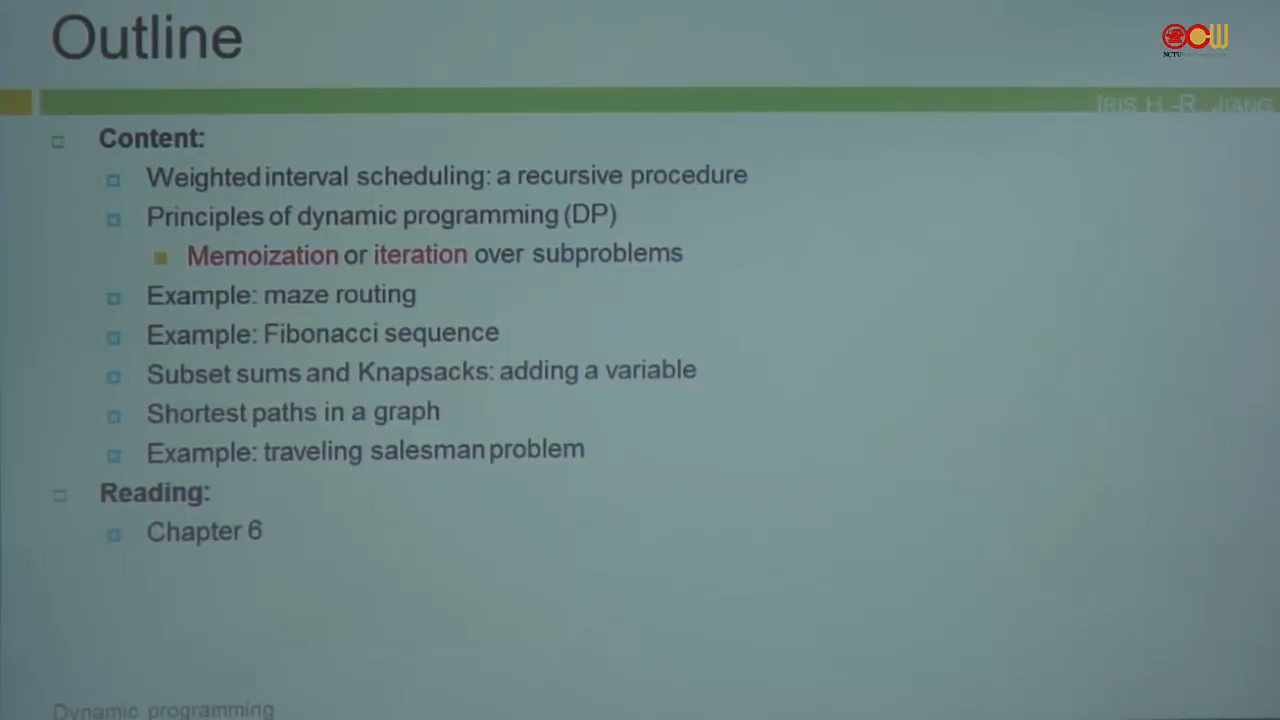 Outline
NCTU
IRIS H.-R. JIANG
Content:
Weighted interval scheduling: a recursive procedure
Principles of dynamic programming (DP)
Memoization or iteration over subproblems
Example: maze routing
Example: Fibonacci sequence
Subset sums and Knapsacks: adding a variable
Shortest paths in a graph
Example: traveling salesman problem
Reading:
Chapter 6
Dynamic programming